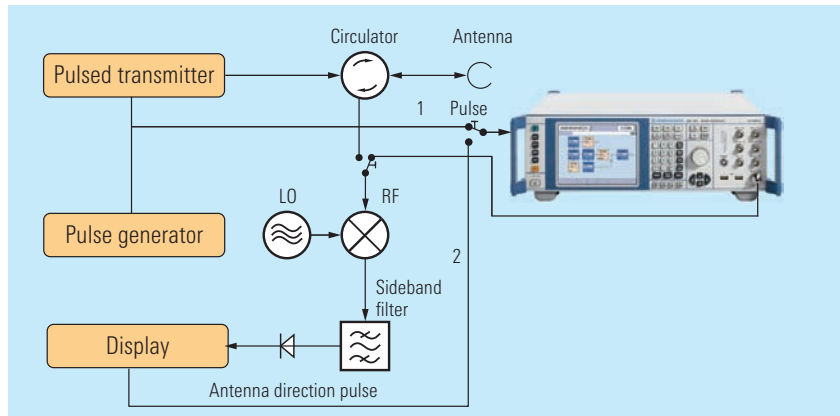 Circulator
Antenna
Pulsed transmitter
1
Pulse
LO
RF
Pulse generator
2
Sideband
filter
Display
Antenna direction pulse